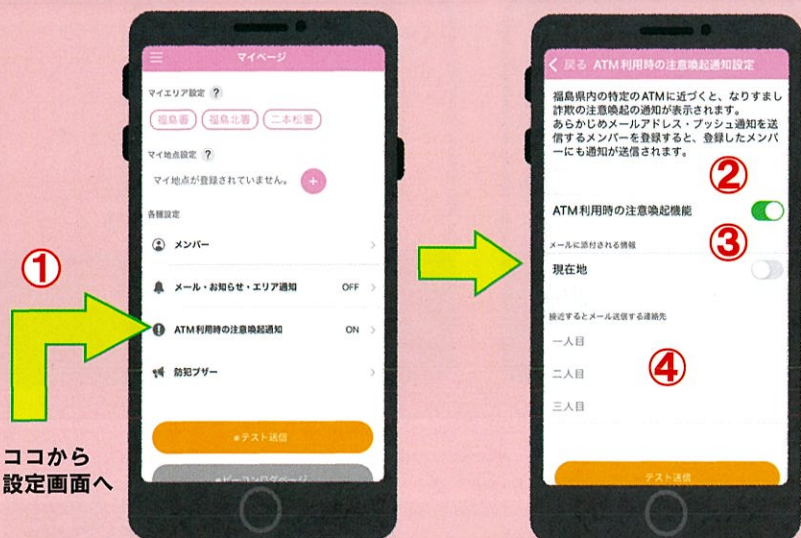 マイページ
マイエリア設定 ?
福島署 福島北署 二本松署
マイ地点設定 ?
マイ地点が登録されていません。 +
各種設定
メンバー
メール・お知らせ・エリア通知 OFF
ATM利用時の注意喚起通知 ON
防犯ブザー
テスト送信
ビーコンログページ
①
ココから
設定画面へ
戻る ATM利用時の注意喚起通知設定
福島県内の特定のATMに近づくと、なりすまし
詐欺の注意喚起の通知が表示されます。
あらかじめメールアドレス・プッシュ通知を送
信するメンバーを登録すると、登録したメンバ
ーにも通知が送信されます。
②
ATM利用時の注意喚起機能
③
メールに添付される情報
現在地
接近するとメール送信する連絡先
一人目
二人目
④
三人目
テスト送信